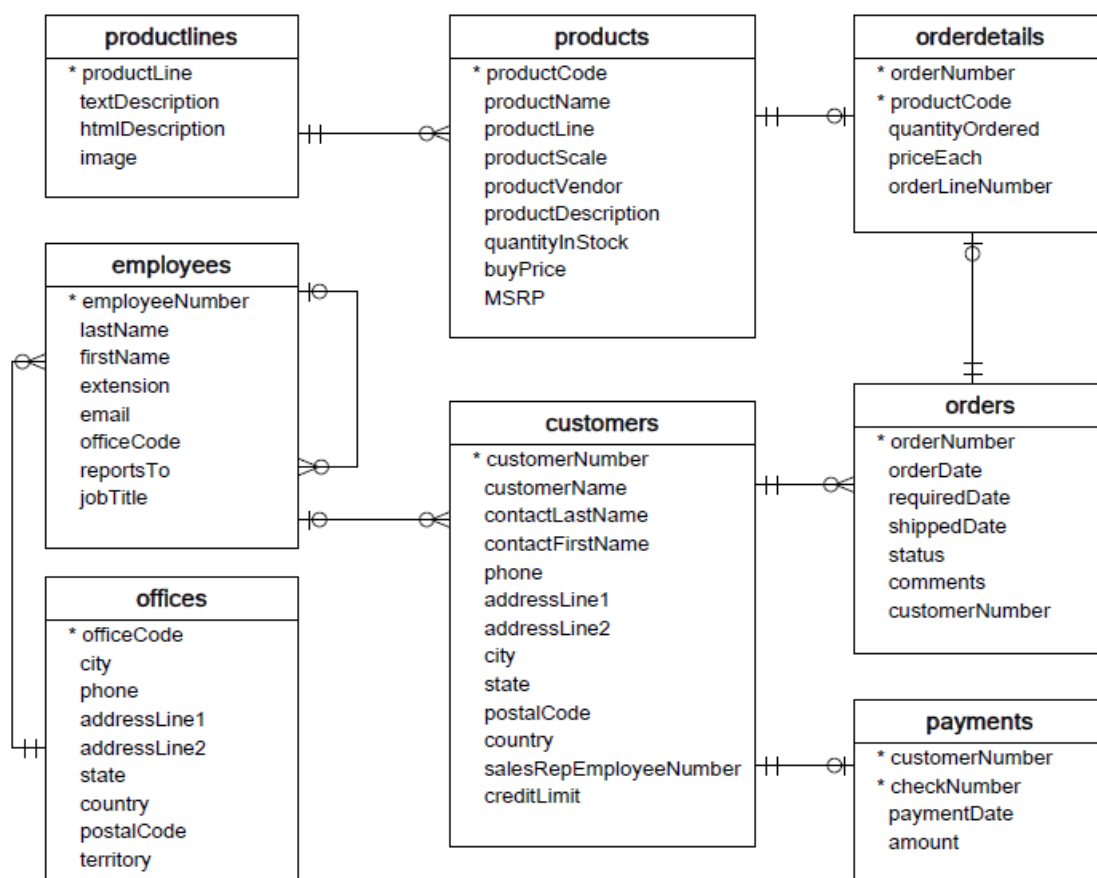 productlines
* productLine
textDescription
htmlDescription
image
products
* productCode
productName
productLine
productScale
productVendor
productDescription
quantityInStock
buyPrice
MSRP
orderdetails
* orderNumber
* productCode
quantityOrdered
priceEach
orderLineNumber
employees
* employeeNumber
lastName
firstName
extension
email
officeCode
reportsTo
jobTitle
customers
* customerNumber
customerName
contactLastName
contactFirstName
phone
addressLine1
addressLine2
city
state
postalCode
country
salesRepEmployeeNumber
creditLimit
orders
* orderNumber
orderDate
requiredDate
shippedDate
status
comments
customerNumber
offices
* officeCode
city
phone
addressLine1
addressLine2
state
country
postalCode
territory
payments
* customerNumber
* checkNumber
paymentDate
amount